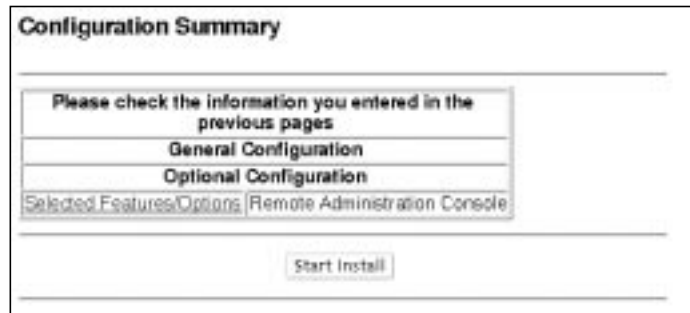 Configuration Summary
Please check the information you entered in the
previous pages
General Configuration
Optional Configuration
Selected Features/Options Remote Administration Console
Start Install